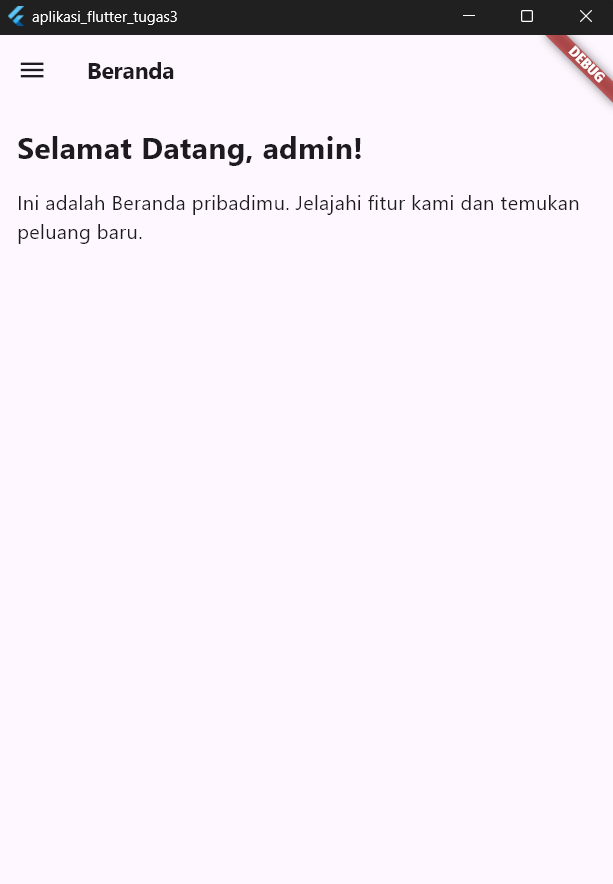 aplikasi_flutter_tugas3
DEBUG
Beranda
Selamat Datang, admin!
Ini adalah Beranda pribadimu. Jelajahi fitur kami dan temukan
peluang baru.